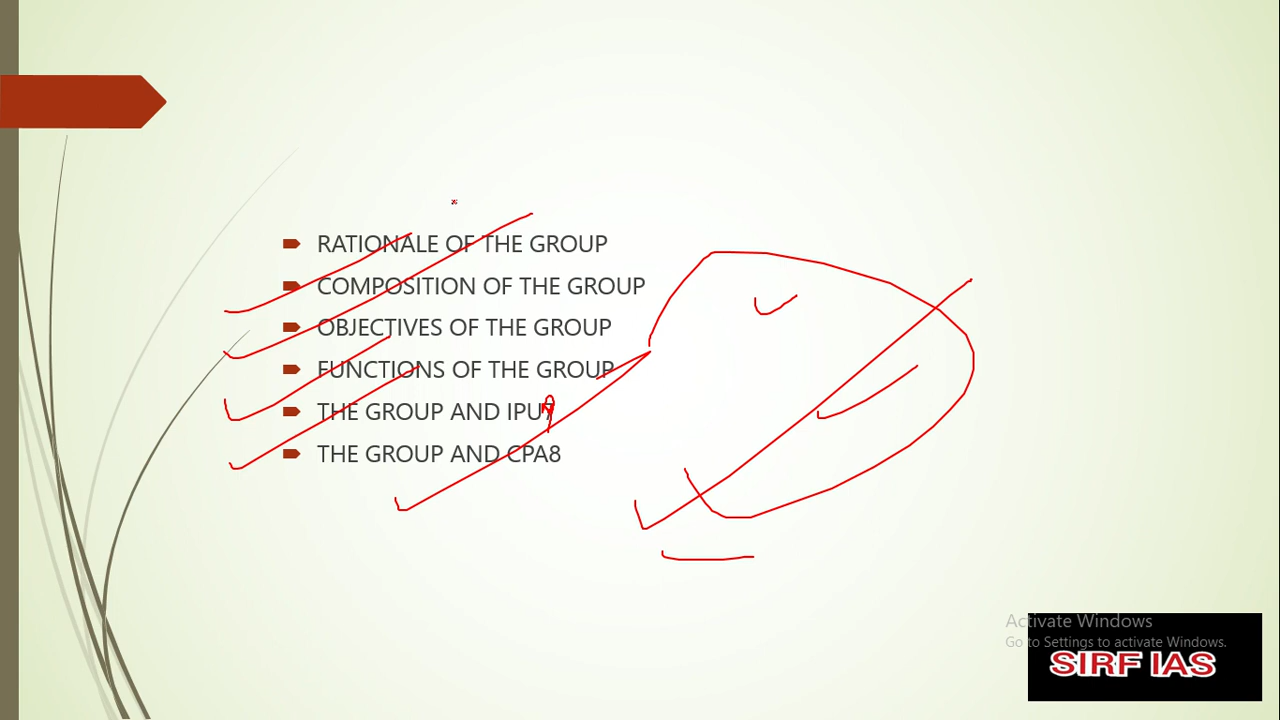 RATIONALE OF THE GROUP
COMPOSITION OF THE GROUP
OBJECTIVES OF THE GROUP
FUNCTIONS OF THE GROUP
THE GROUP AND IPU7
THE GROUP AND CPA8
Activate Windows
Go to Settings to activate Windows.
SIRF IAS